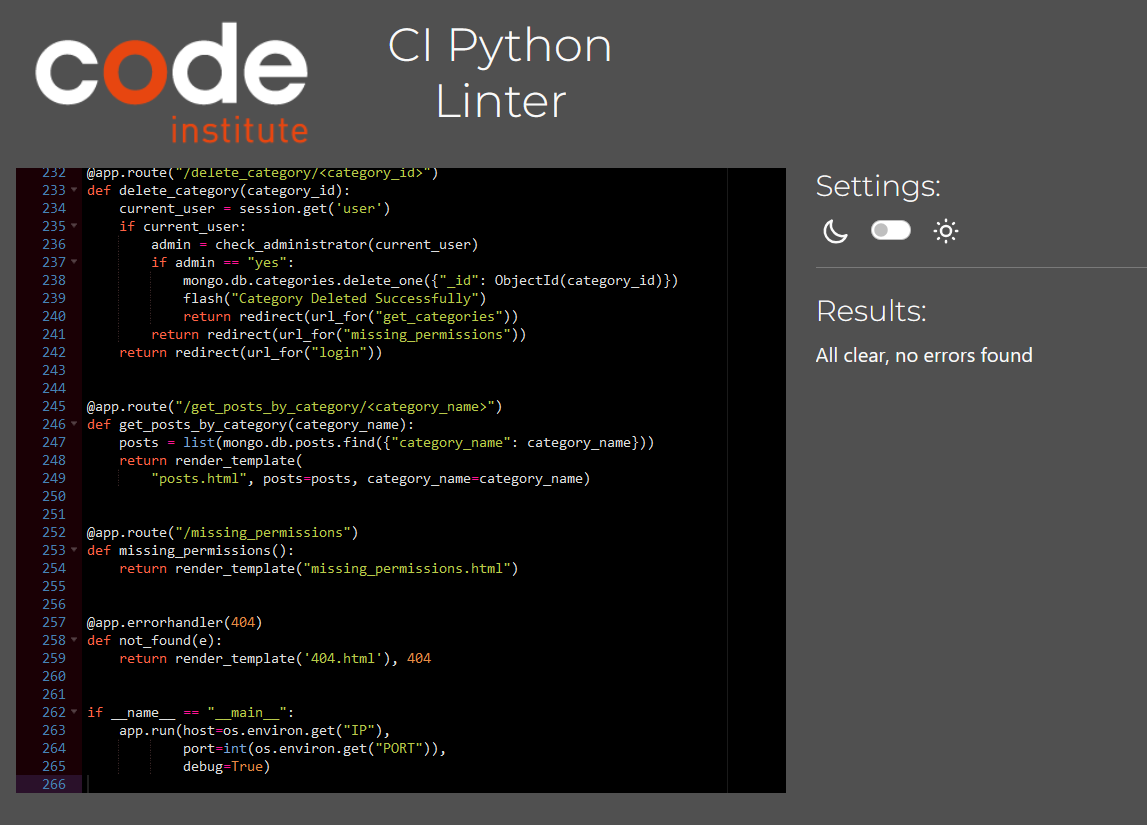 code
institute
CI Python
Linter
232 @app.route("/delete_category/<category_id>")
233 def delete_category(category_id):
234     current_user = session.get('user')
235     if current_user:
236         admin = check_administrator(current_user)
237         if admin == "yes":
238             mongo.db.categories.delete_one({"_id": ObjectId(category_id)})
239             flash("Category Deleted Successfully")
240             return redirect(url_for("get_categories"))
241         return redirect(url_for("missing_permissions"))
242     return redirect(url_for("login"))
243
244
245 @app.route("/get_posts_by_category/<category_name>")
246 def get_posts_by_category(category_name):
247     posts = list(mongo.db.posts.find({"category_name": category_name}))
248     return render_template(
249         "posts.html", posts=posts, category_name=category_name)
250
251
252 @app.route("/missing_permissions")
253 def missing_permissions():
254     return render_template("missing_permissions.html")
255
256
257 @app.errorhandler(404)
258 def not_found(e):
259     return render_template('404.html'), 404
260
261
262 if __name__ == "__main__":
263     app.run(host=os.environ.get("IP"),
264             port=int(os.environ.get("PORT")),
265             debug=True)
266
Settings:
Results:
All clear, no errors found